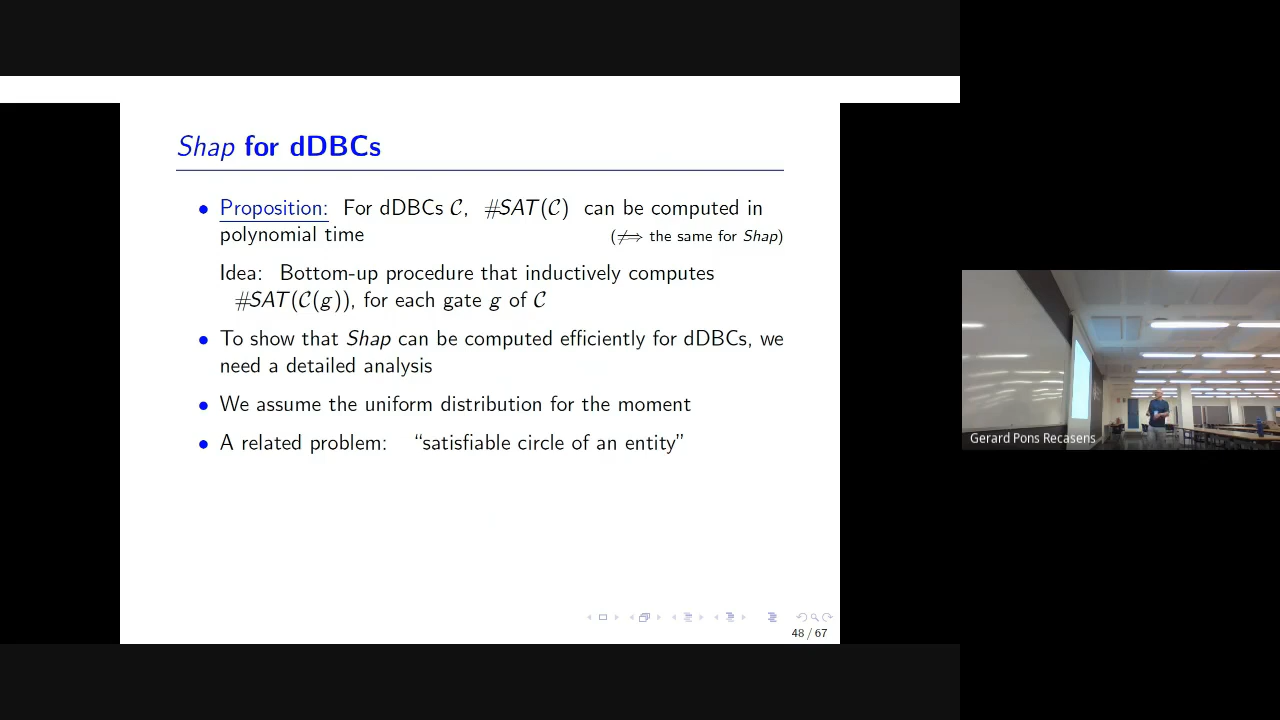 Shap for dDBCs
• Proposition: For dDBCs 𝒞, #SAT(𝒞) can be computed in
polynomial time (⇏ the same for Shap)
Idea: Bottom-up procedure that inductively computes
#SAT(𝒞(g)), for each gate g of 𝒞
• To show that Shap can be computed efficiently for dDBCs, we
need a detailed analysis
• We assume the uniform distribution for the moment
• A related problem: “satisfiable circle of an entity”
48 / 67
Gerard Pons Recasens